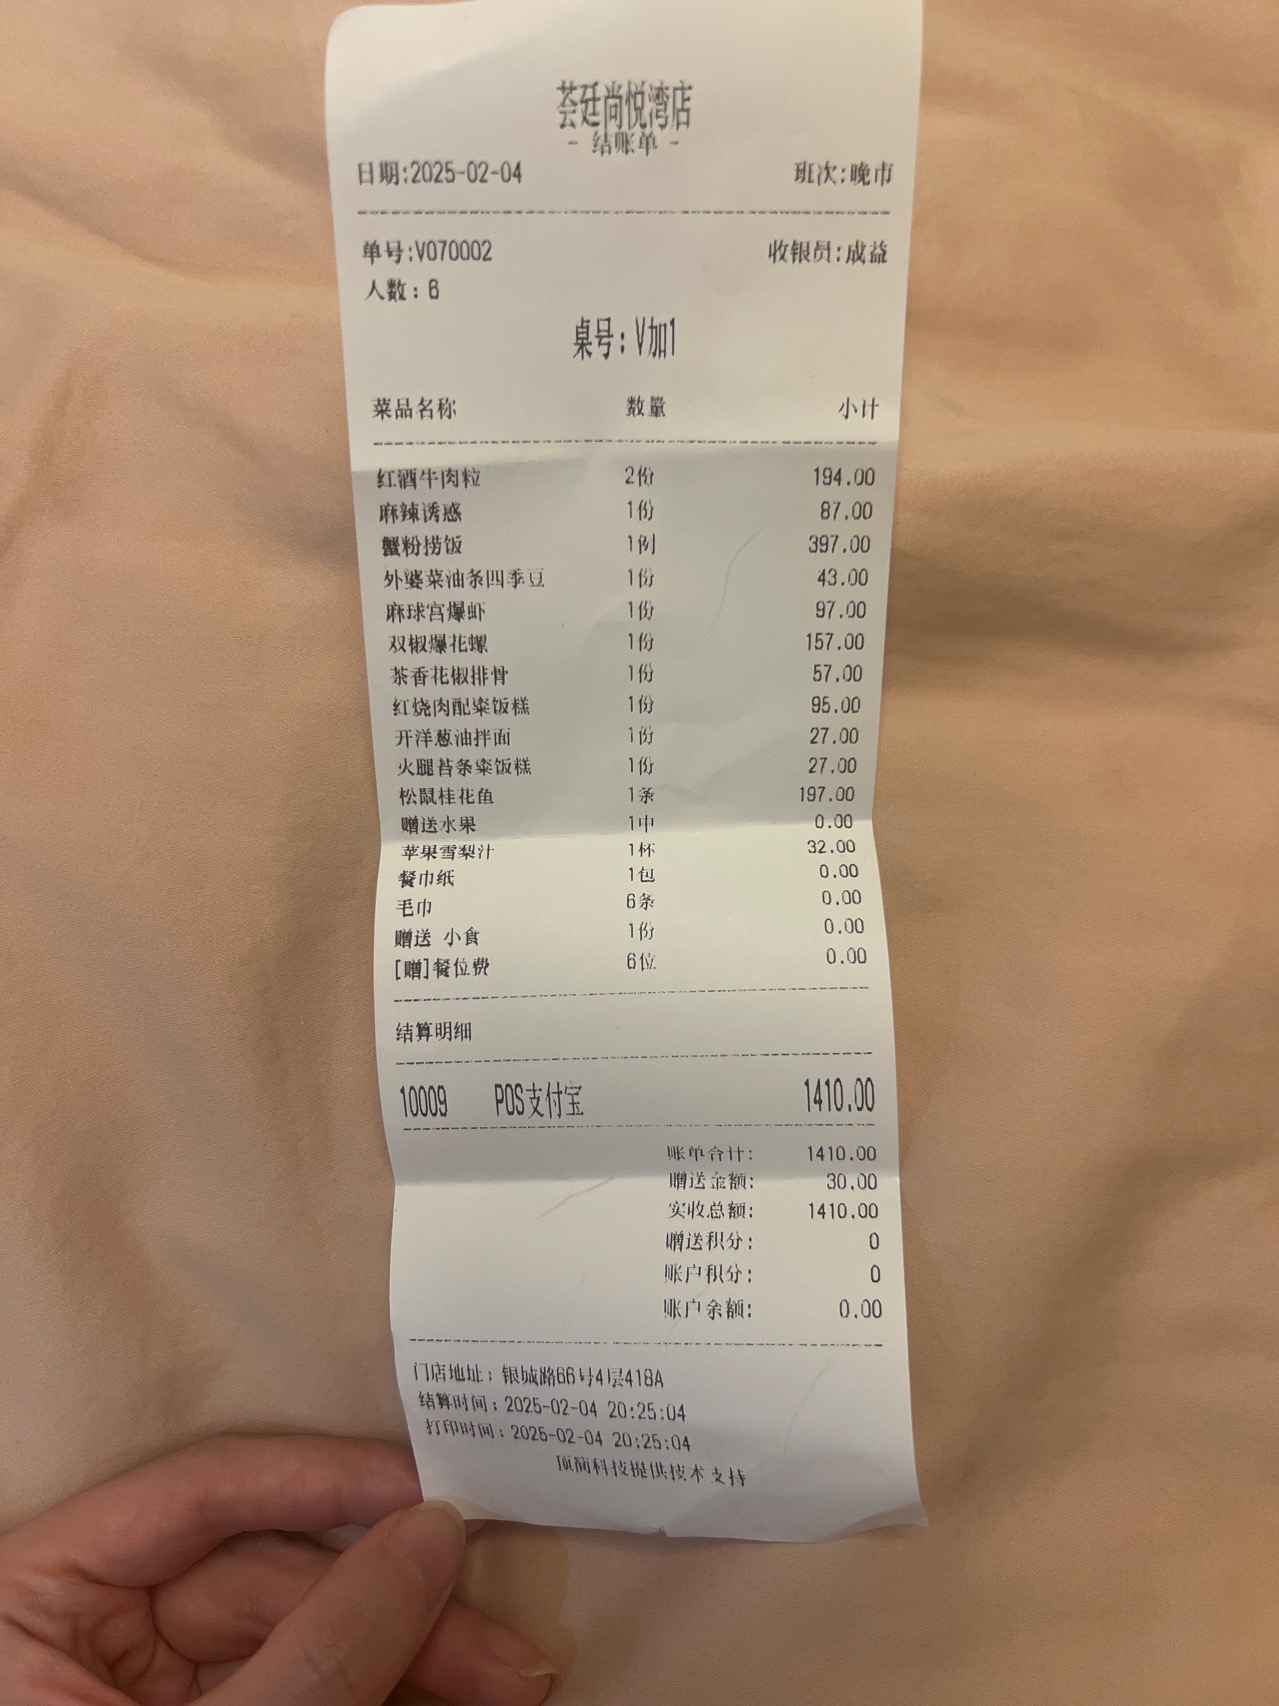 荟廷尚悦湾店
- 结账单 -
日期:2025-02-04 班次:晚市
单号:V070002 收银员:成益
人数:6
桌号:V加1
菜品名称 数量 小计
红酒牛肉粒 2份 194.00
麻辣诱惑 1份 87.00
蟹粉捞饭 1例 397.00
外婆菜油条四季豆 1份 43.00
麻球宫爆虾 1份 97.00
双椒爆花螺 1份 157.00
茶香花椒排骨 1份 57.00
红烧肉配粢饭糕 1份 95.00
开洋葱油拌面 1份 27.00
火腿苔条粢饭糕 1份 27.00
松鼠桂花鱼 1条 197.00
赠送水果 1中 0.00
苹果雪梨汁 1杯 32.00
餐巾纸 1包 0.00
毛巾 6条 0.00
赠送 小食 1份 0.00
[赠]餐位费 6位 0.00
结算明细
10009 POS支付宝 1410.00
账单合计: 1410.00
赠送金额: 30.00
实收总额: 1410.00
赠送积分: 0
账户积分: 0
账户余额: 0.00
门店地址:银城路66号4层418A
结算时间:2025-02-04 20:25:04
打印时间:2025-02-04 20:25:04
顶简科技提供技术支持